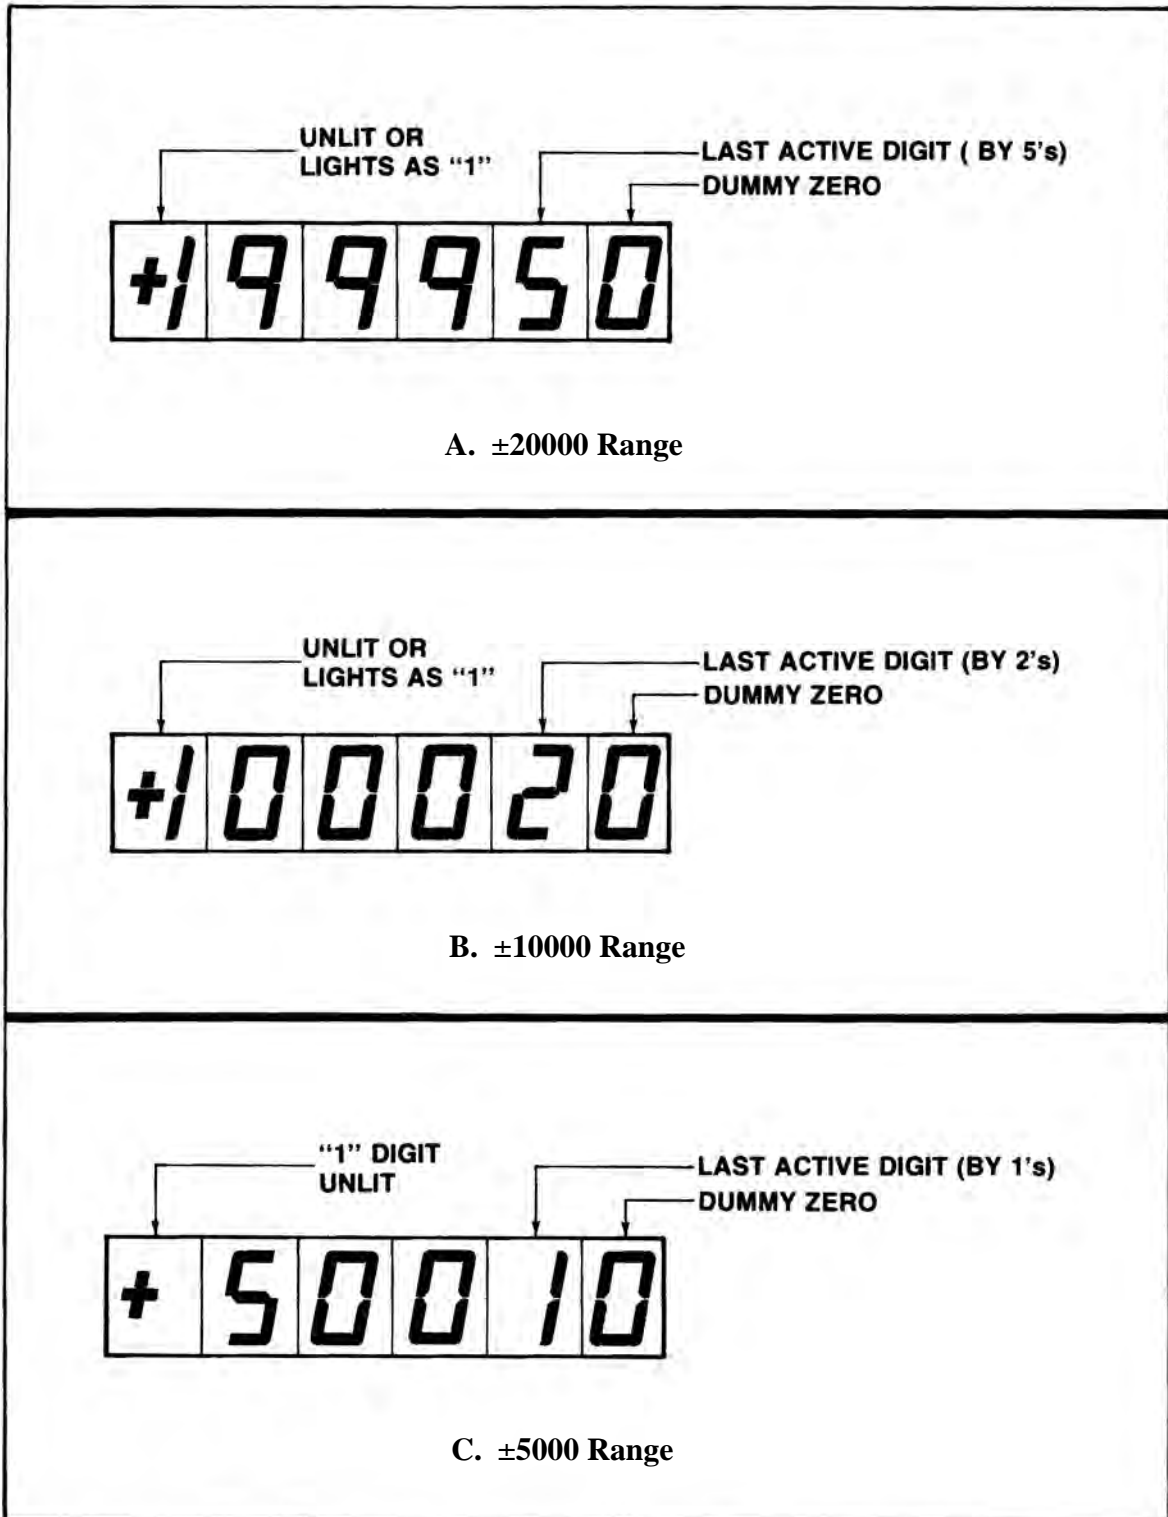 UNLIT OR
LIGHTS AS “1”
LAST ACTIVE DIGIT ( BY 5's)
DUMMY ZERO
+199950
A. ±20000 Range
UNLIT OR
LIGHTS AS “1”
LAST ACTIVE DIGIT (BY 2's)
DUMMY ZERO
+100020
B. ±10000 Range
“1” DIGIT
UNLIT
LAST ACTIVE DIGIT (BY 1's)
DUMMY ZERO
+ 50010
C. ±5000 Range